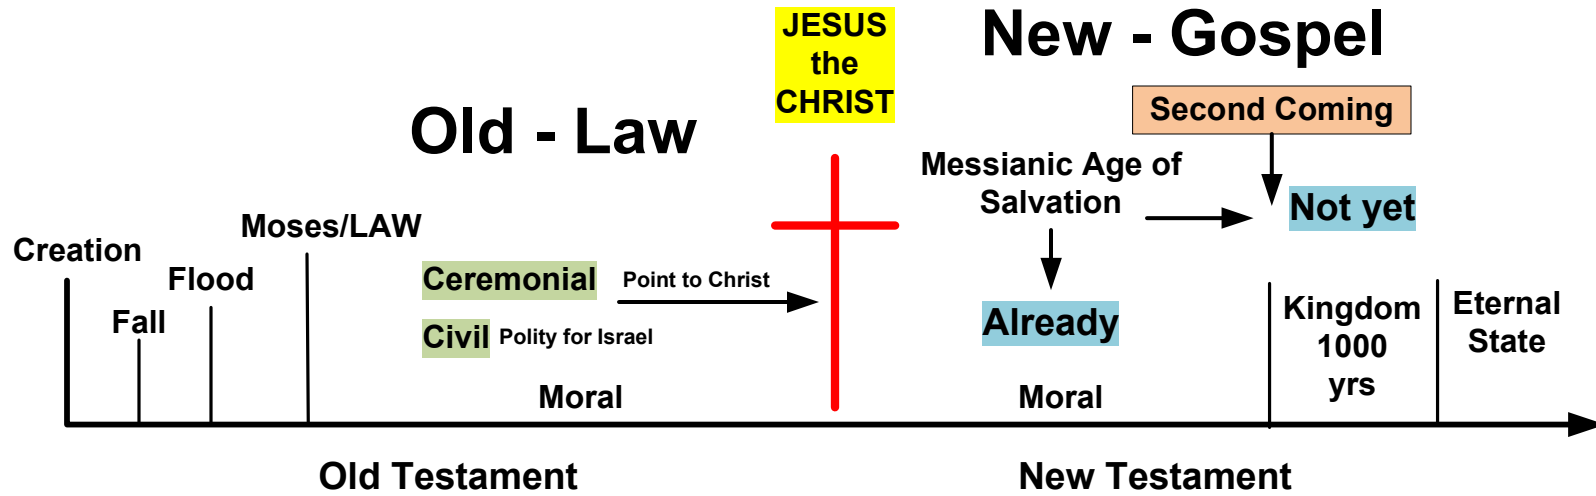 JESUS
the
CHRIST
New - Gospel
Old - Law
Second Coming
Messianic Age of
Salvation
Not yet
Moses/LAW
Creation
Flood
Fall
Ceremonial
Point to Christ
Civil
Polity for Israel
Already
Kingdom
1000
yrs
Eternal
State
Moral
Moral
Old Testament
New Testament